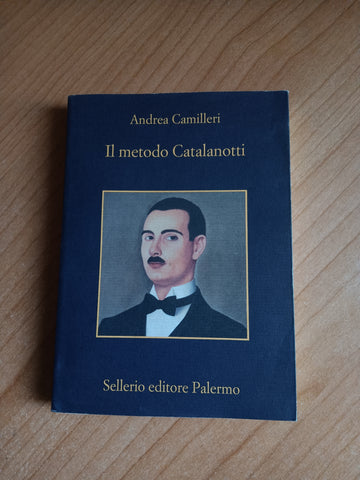 Andrea Camilleri
Il metodo Catalanotti
Sellerio editore Palermo